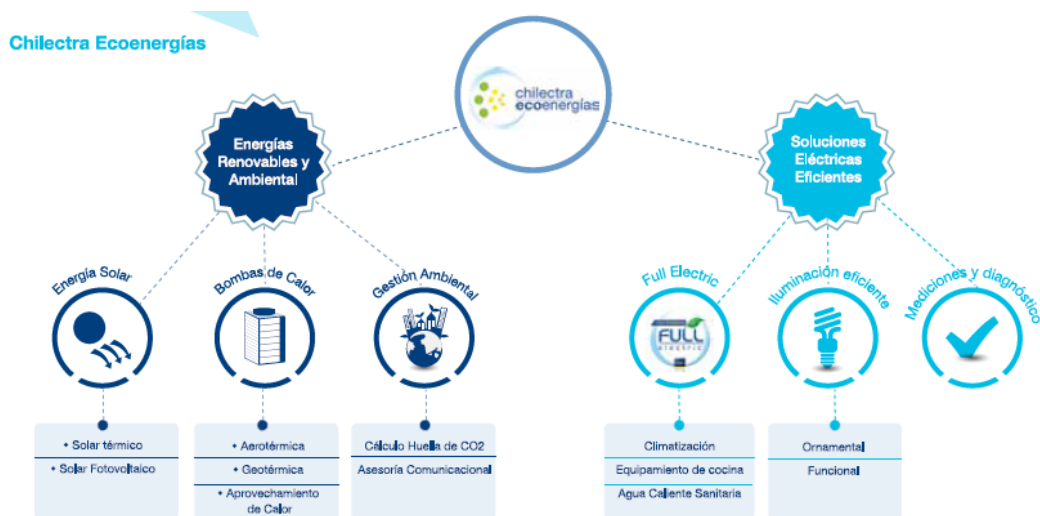 Chilectra Ecoenergías
chilectra
ecoenergías
Energías
Renovables y
Ambiental
Soluciones
Eléctricas
Eficientes
Energía Solar
Bombas de Calor
Gestión Ambiental
Full Electric
Iluminación eficiente
Mediciones y diagnóstico
FULL
electric
• Solar térmico
• Solar Fotovoltaico
• Aerotérmica
• Geotérmica
• Aprovechamiento
de Calor
Cálculo Huella de CO2
Asesoría Comunicacional
Climatización
Equipamiento de cocina
Agua Caliente Sanitaria
Ornamental
Funcional